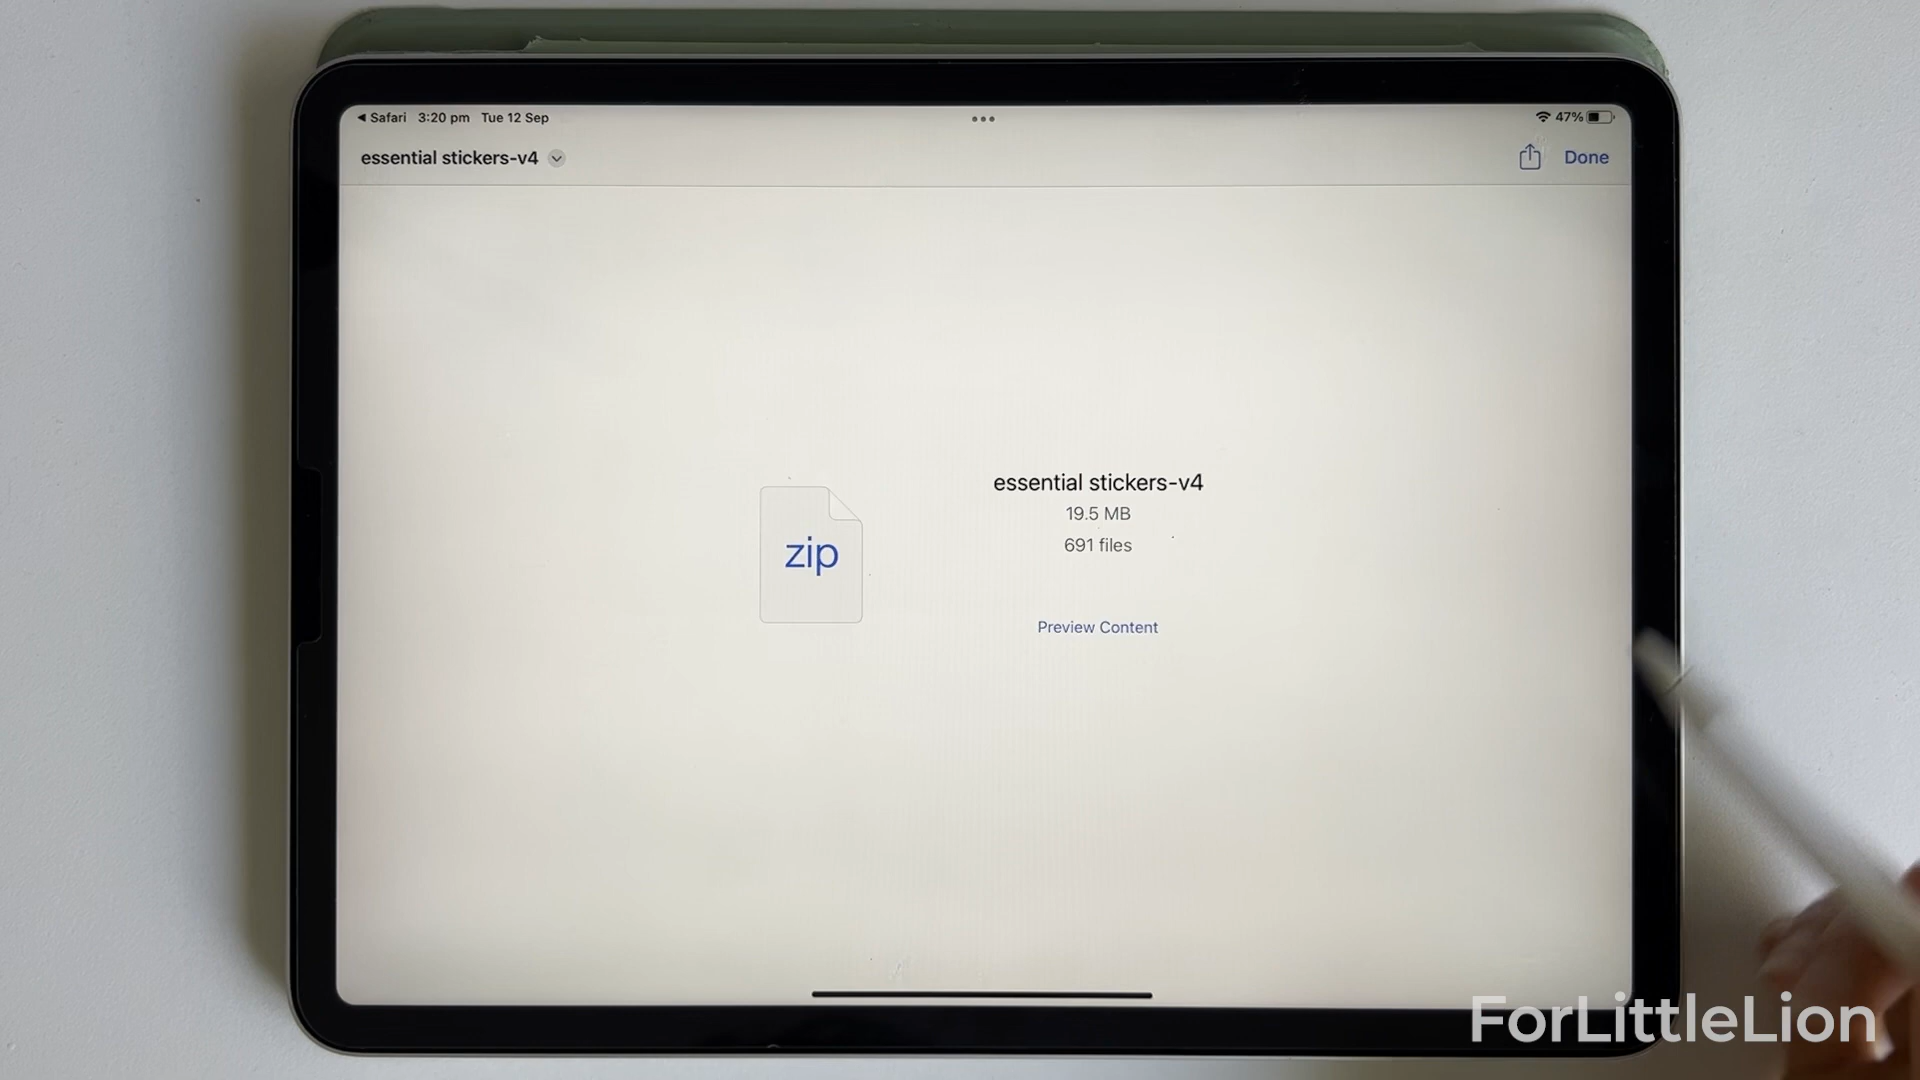 Safari 3:20 pm Tue 12 Sep
47%
essential stickers-v4
Done
zip
essential stickers-v4
19.5 MB
691 files
Preview Content
ForLittleLion